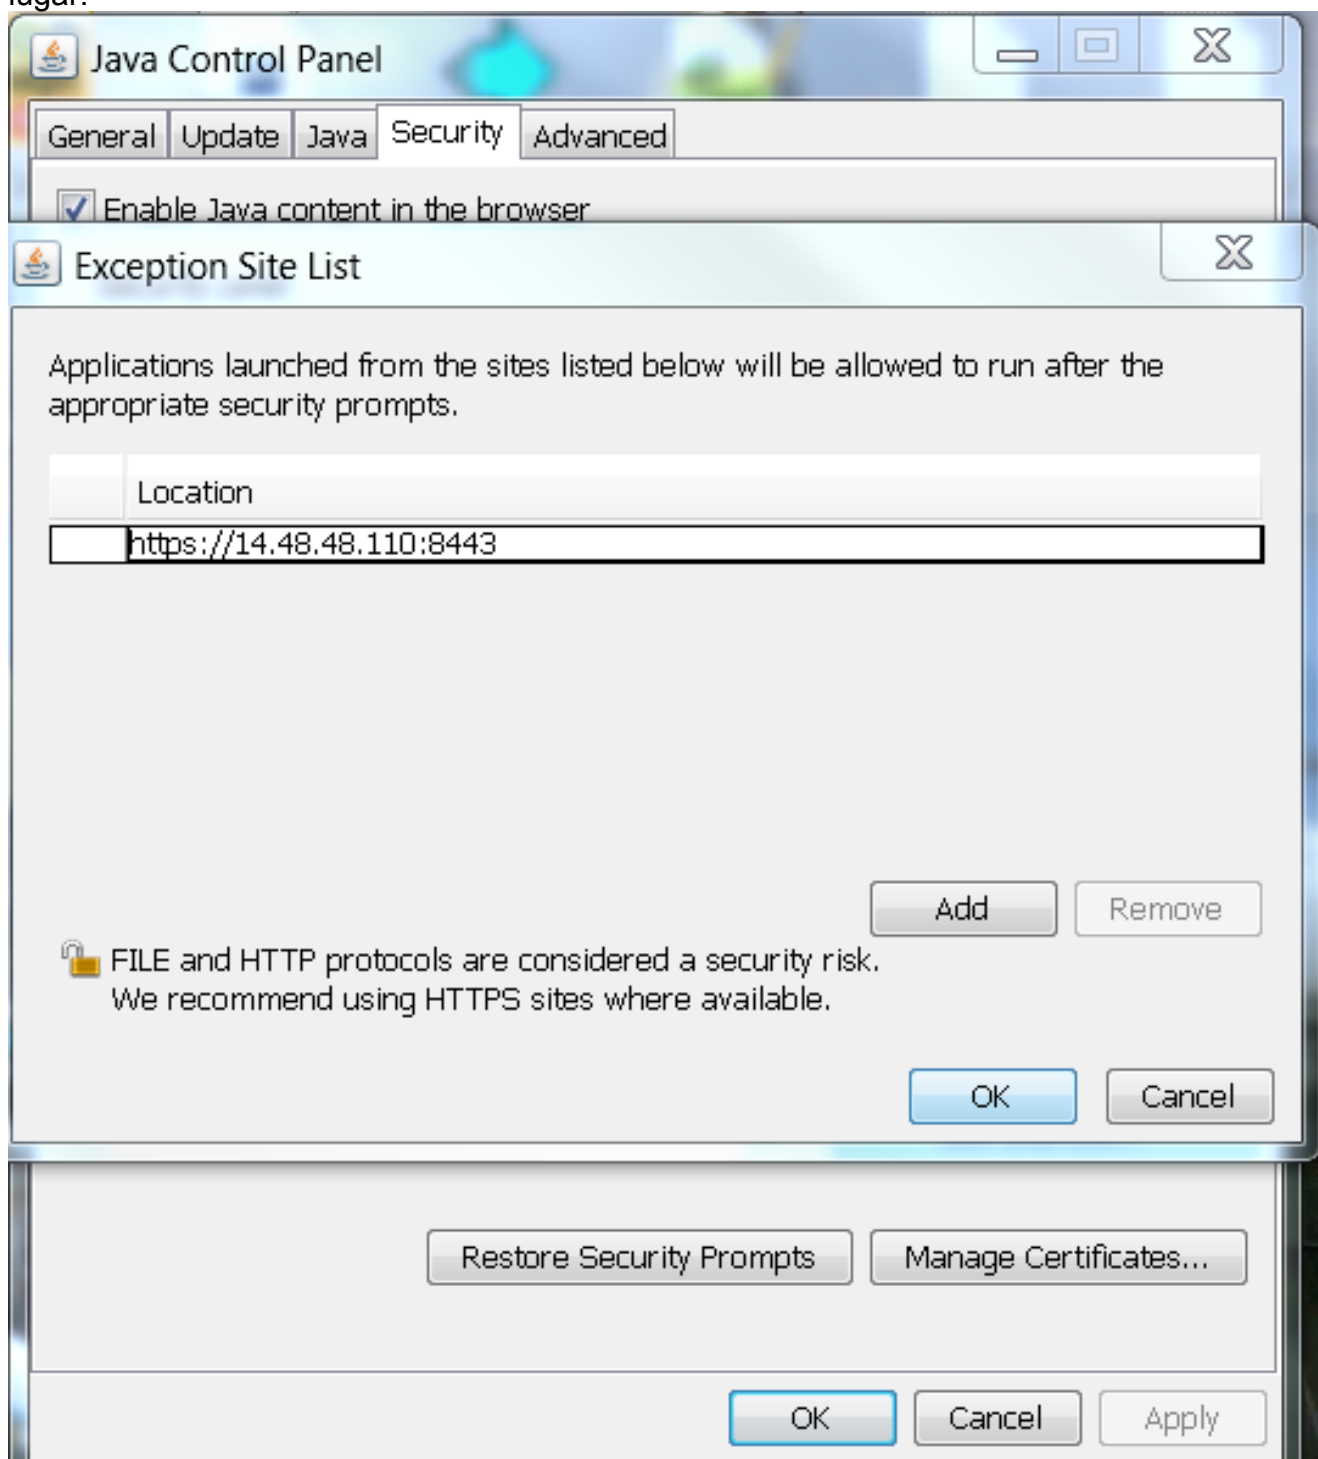 lugar.
Java Control Panel
General Update Java Security Advanced
Enable Java content in the browser
Exception Site List
Applications launched from the sites listed below will be allowed to run after the
appropriate security prompts.
Location
https://14.48.48.110:8443
Add Remove
FILE and HTTP protocols are considered a security risk.
We recommend using HTTPS sites where available.
OK Cancel
Restore Security Prompts Manage Certificates...
OK Cancel Apply